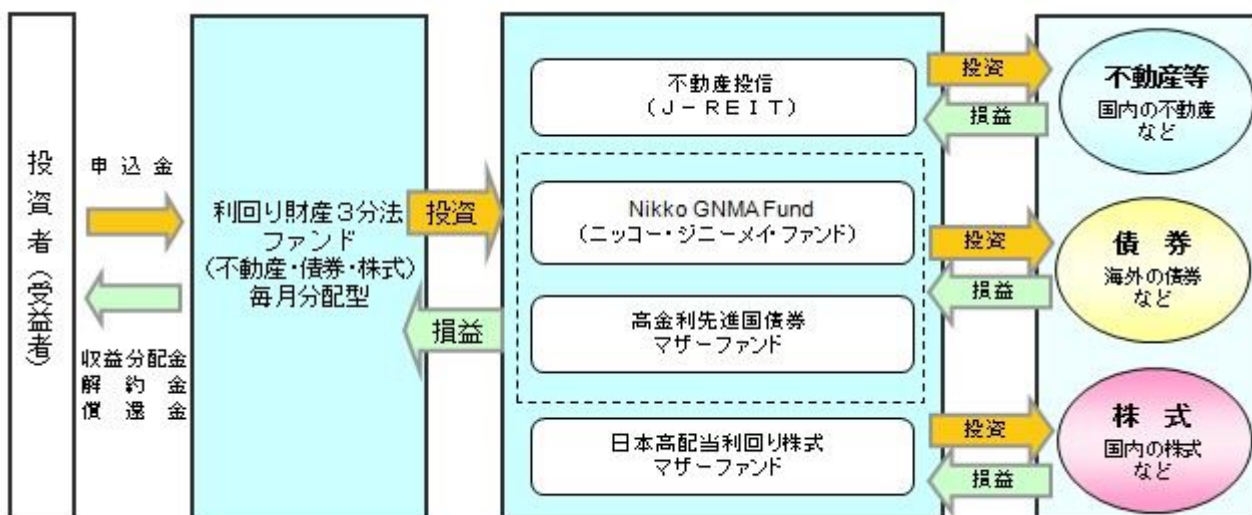 投資者（受益者）
申込金
収益分配金
解約金
償還金
利回り財産３分法
ファンド
（不動産・債券・株式）
毎月分配型
投資
損益
不動産投信
（Ｊ－ＲＥＩＴ）
Nikko GNMA Fund
（ニッコー・ジニーメイ・ファンド）
高金利先進国債券
マザーファンド
日本高配当利回り株式
マザーファンド
投資
損益
投資
損益
投資
損益
不動産等
国内の不動産
など
債券
海外の債券
など
株式
国内の株式
など